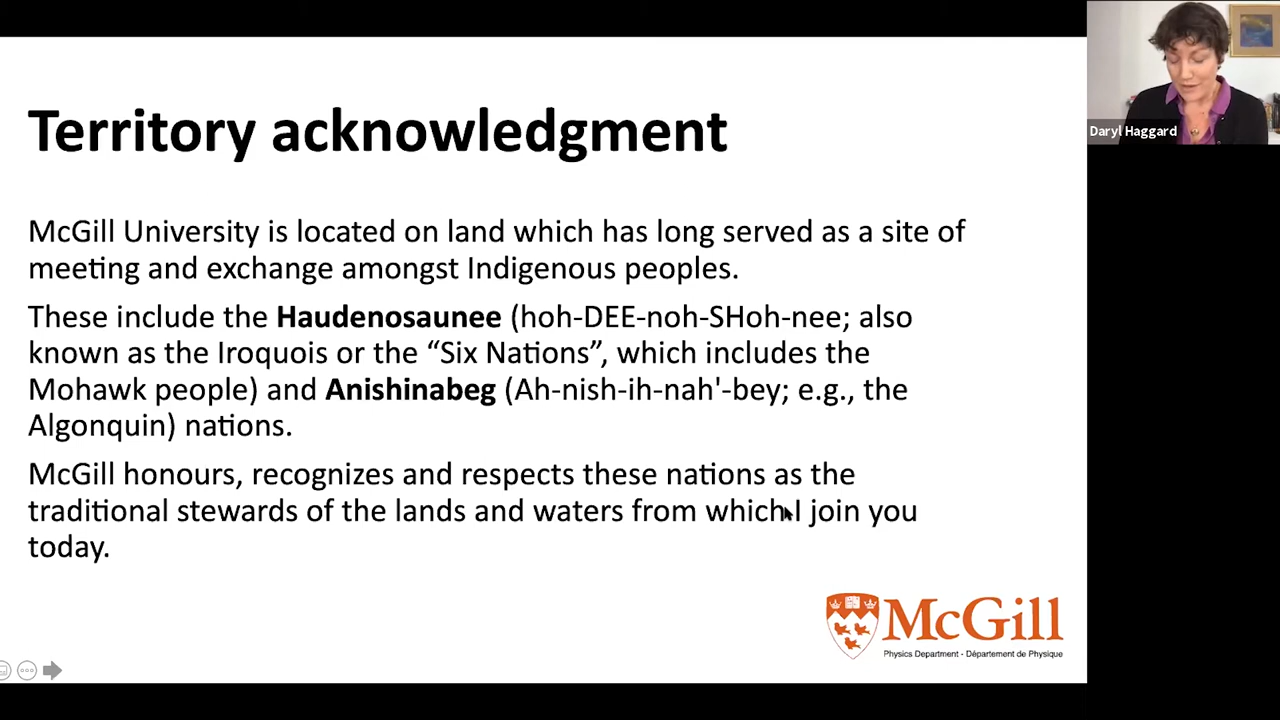 Territory acknowledgment
McGill University is located on land which has long served as a site of
meeting and exchange amongst Indigenous peoples.
These include the Haudenosaunee (hoh-DEE-noh-SHoh-nee; also
known as the Iroquois or the “Six Nations”, which includes the
Mohawk people) and Anishinabeg (Ah-nish-ih-nah'-bey; e.g., the
Algonquin) nations.
McGill honours, recognizes and respects these nations as the
traditional stewards of the lands and waters from which I join you
today.
McGill
Physics Department - Département de Physique
Daryl Haggard